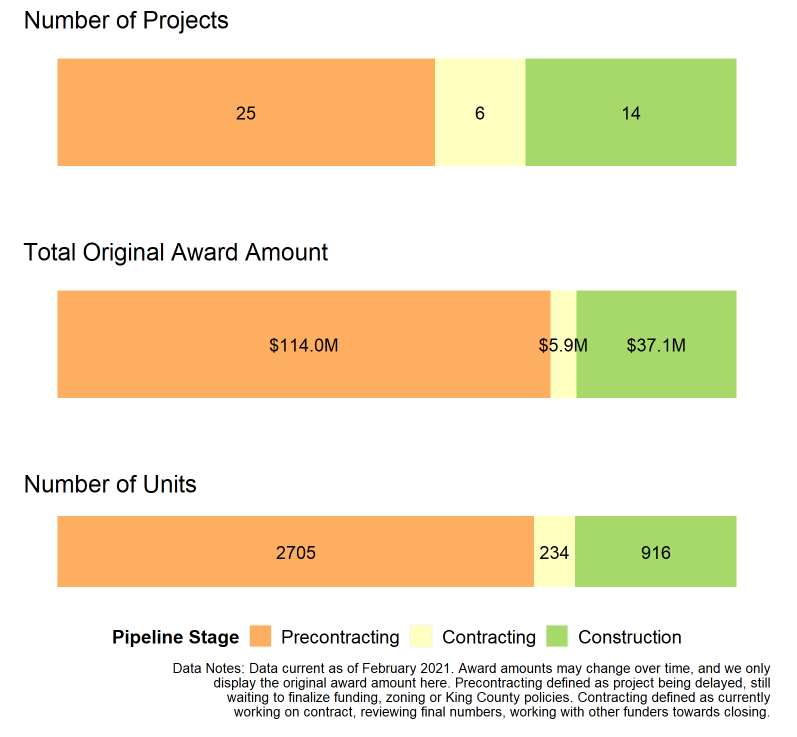 Number of Projects
25 6 14
Total Original Award Amount
$114.0M $5.9M $37.1M
Number of Units
2705 234 916
Pipeline Stage Precontracting Contracting Construction
Data Notes: Data current as of February 2021. Award amounts may change over time, and we only
display the original award amount here. Precontracting defined as project being delayed, still
waiting to finalize funding, zoning or King County policies. Contracting defined as currently
working on contract, reviewing final numbers, working with other funders towards closing.